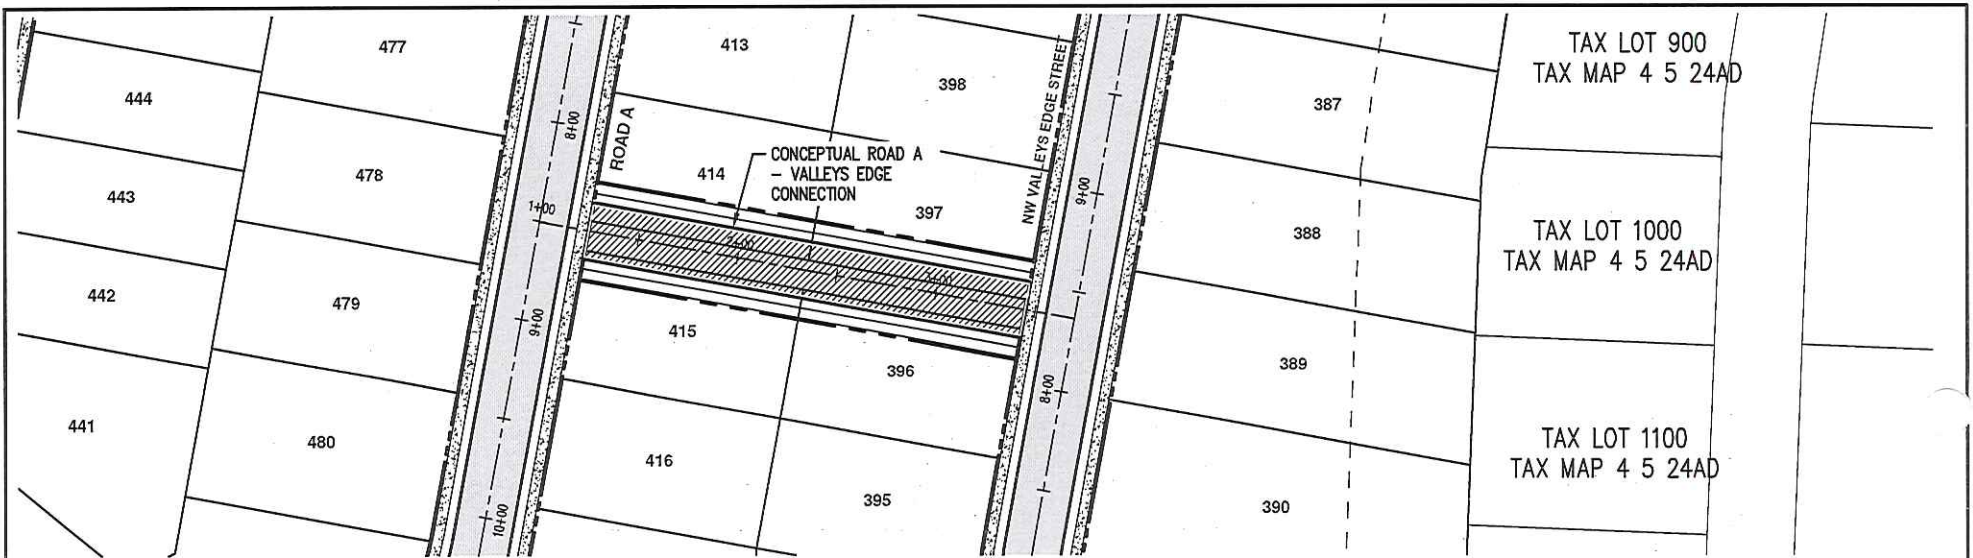 477
444
478
443
442
479
441
480
8+00
1+00
9+00
10+00
ROAD A
413
398
414
CONCEPTUAL ROAD A
– VALLEYS EDGE
CONNECTION
397
2+00
415
396
416
395
NW VALLEYS EDGE STREET
9+00
8+00
387
388
389
390
TAX LOT 900
TAX MAP 4 5 24AD
TAX LOT 1000
TAX MAP 4 5 24AD
TAX LOT 1100
TAX MAP 4 5 24AD